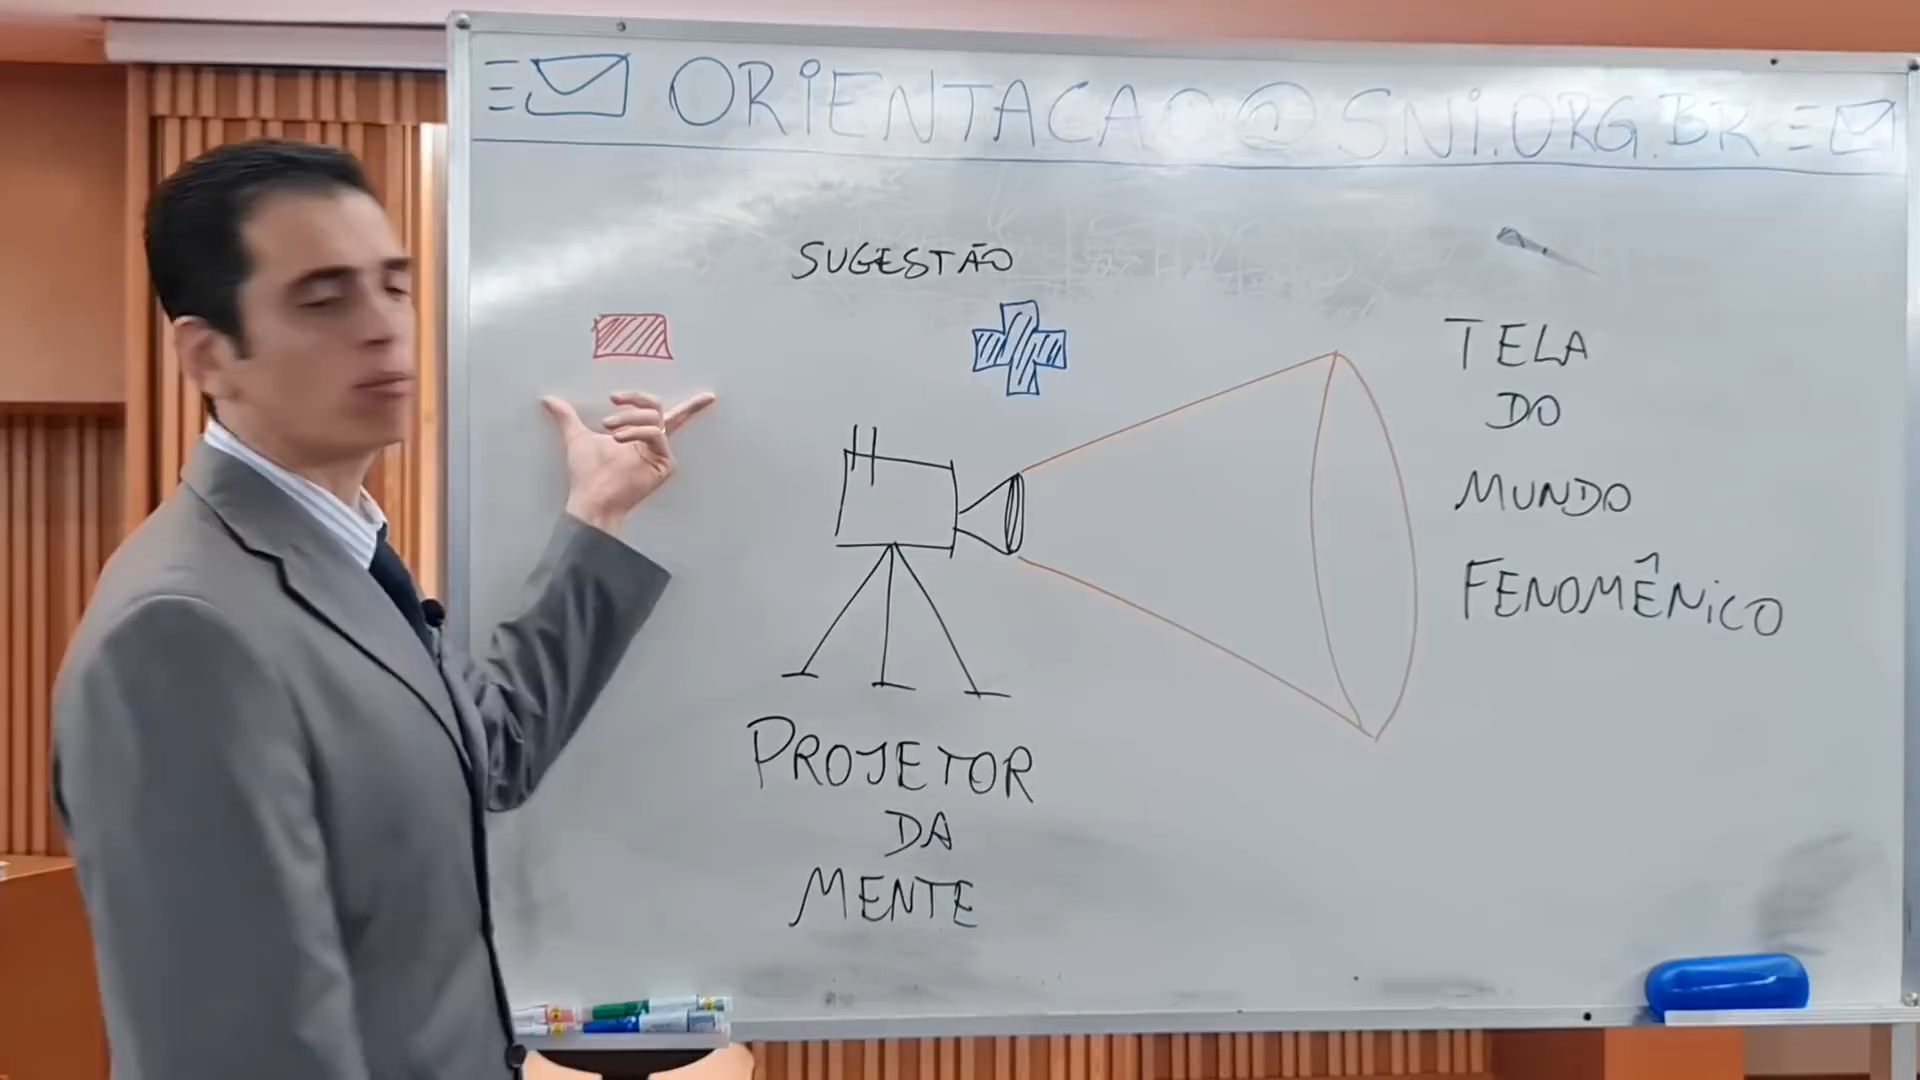 ORIENTACAO@SNI.ORG.BR
SUGESTÃO
TELA
DO
MUNDO
FENOMÊNICO
PROJETOR
DA
MENTE